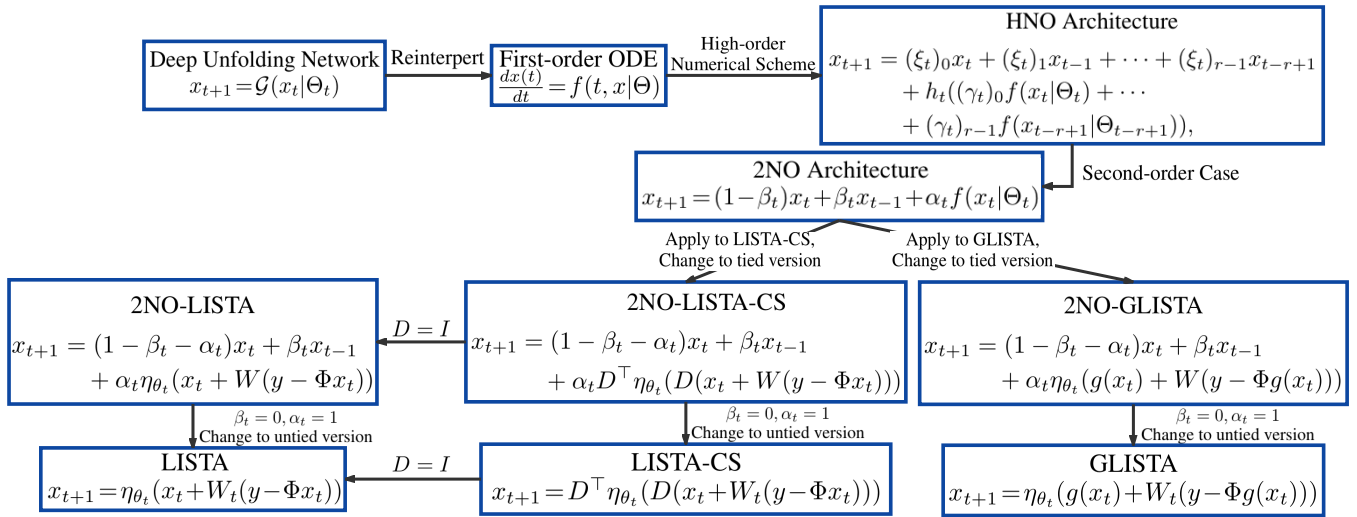 Deep Unfolding Network
x_{t+1} = \mathcal{G}(x_t|Θ_t)
Reinterpert
First-order ODE
\frac{dx(t)}{dt} = f(t, x|Θ)
High-order
Numerical Scheme
HNO Architecture
x_{t+1} = (ξ_t)_0 x_t + (ξ_t)_1 x_{t-1} + ··· + (ξ_t)_{r-1} x_{t-r+1}
+ h_t((γ_t)_0 f(x_t|Θ_t) + ···
+ (γ_t)_{r-1} f(x_{t-r+1}|Θ_{t-r+1})),
Second-order Case
2NO Architecture
x_{t+1} = (1-β_t)x_t + β_t x_{t-1} + α_t f(x_t|Θ_t)
Apply to LISTA-CS,
Change to tied version
Apply to GLISTA,
Change to tied version
2NO-LISTA
x_{t+1} = (1 - β_t - α_t)x_t + β_t x_{t-1}
+ α_t η_{θ_t}(x_t + W(y - Φx_t))
D = I
2NO-LISTA-CS
x_{t+1} = (1 - β_t - α_t)x_t + β_t x_{t-1}
+ α_t D^⊤ η_{θ_t}(D(x_t + W(y - Φx_t)))
2NO-GLISTA
x_{t+1} = (1 - β_t - α_t)x_t + β_t x_{t-1}
+ α_t η_{θ_t}(g(x_t) + W(y - Φg(x_t)))
β_t = 0, α_t = 1
Change to untied version
β_t = 0, α_t = 1
Change to untied version
β_t = 0, α_t = 1
Change to untied version
LISTA
x_{t+1} = η_{θ_t}(x_t + W_t(y - Φx_t))
D = I
LISTA-CS
x_{t+1} = D^⊤ η_{θ_t}(D(x_t + W_t(y - Φx_t)))
GLISTA
x_{t+1} = η_{θ_t}(g(x_t) + W_t(y - Φg(x_t)))